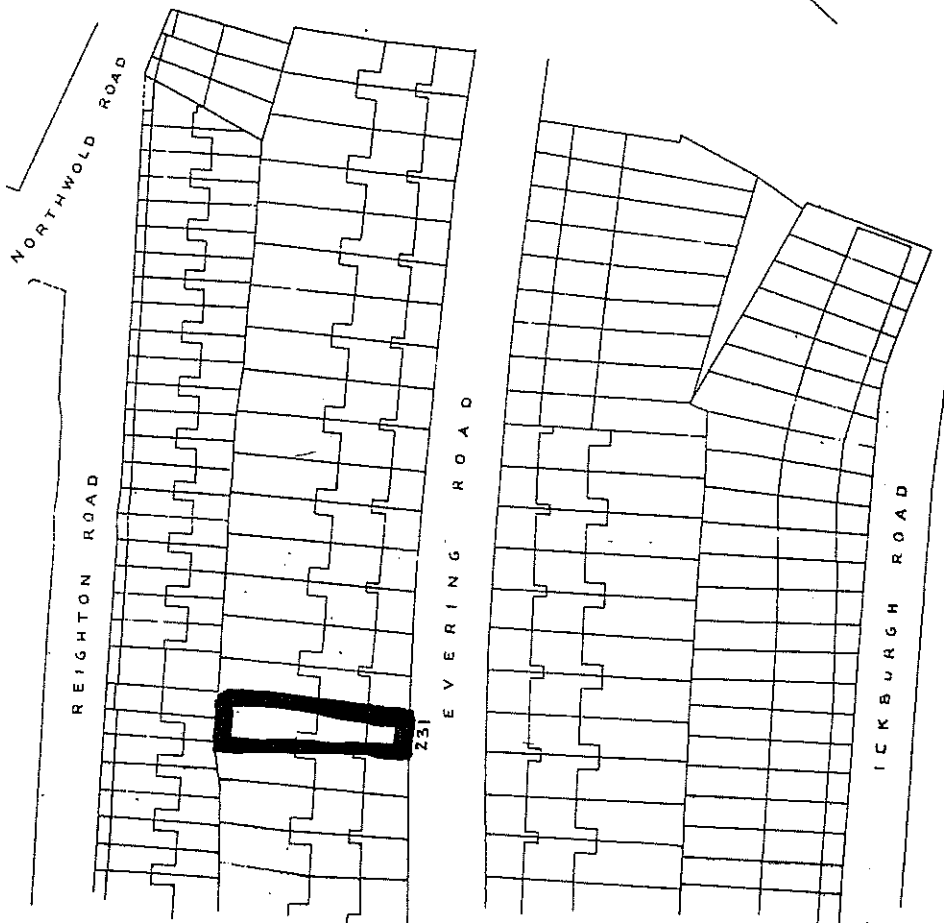 NORTHWOLD ROAD
REIGHTON ROAD
EVERING ROAD
231
ICKBURGH ROAD